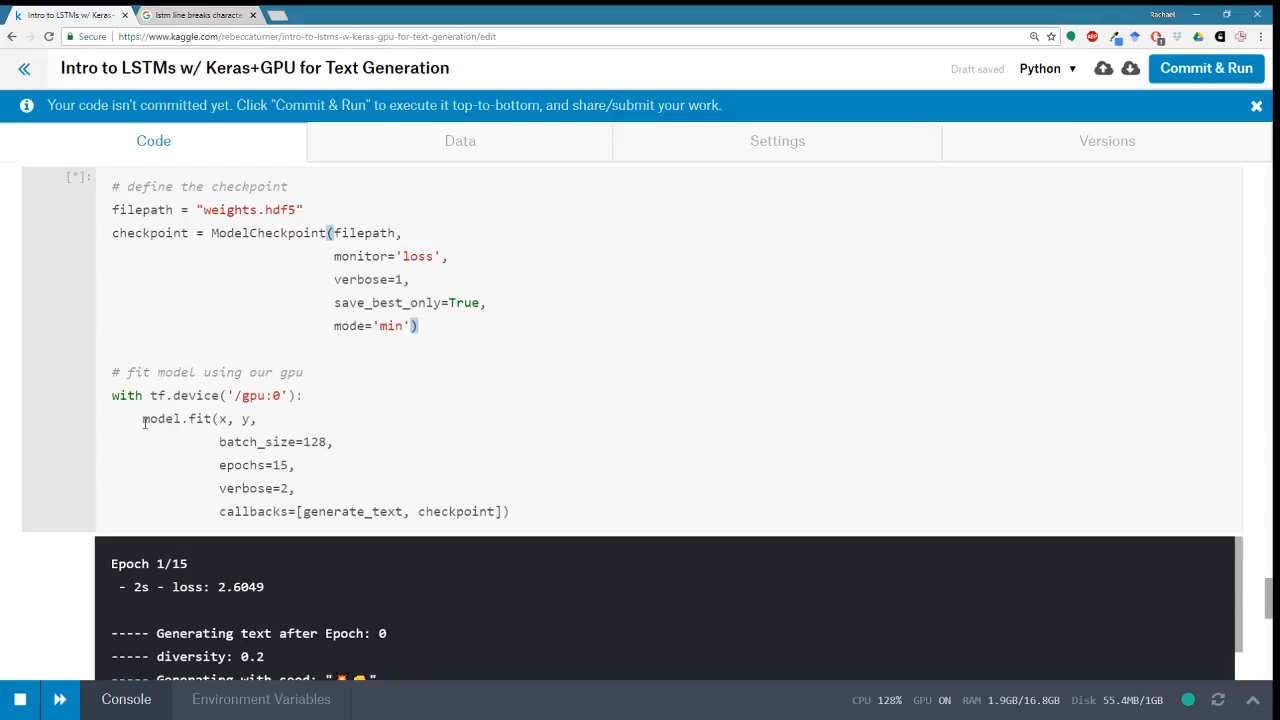 Intro to LSTMs w/ Keras+
lstm line breaks characte
Rachael
Secure
https://www.kaggle.com/rebeccaturner/intro-to-lstms-w-keras-gpu-for-text-generation/edit
Intro to LSTMs w/ Keras+GPU for Text Generation
Draft saved
Python
Commit & Run
Your code isn't committed yet. Click "Commit & Run" to execute it top-to-bottom, and share/submit your work.
Code
Data
Settings
Versions
[*]:
# define the checkpoint
filepath = "weights.hdf5"
checkpoint = ModelCheckpoint(filepath,
monitor='loss',
verbose=1,
save_best_only=True,
mode='min')
# fit model using our gpu
with tf.device('/gpu:0'):
model.fit(x, y,
batch_size=128,
epochs=15,
verbose=2,
callbacks=[generate_text, checkpoint])
Epoch 1/15
- 2s - loss: 2.6049
----- Generating text after Epoch: 0
----- diversity: 0.2
----- Generating with seed: "💥👊"
Console
Environment Variables
CPU 128% GPU ON RAM 1.9GB/16.8GB Disk 55.4MB/1GB